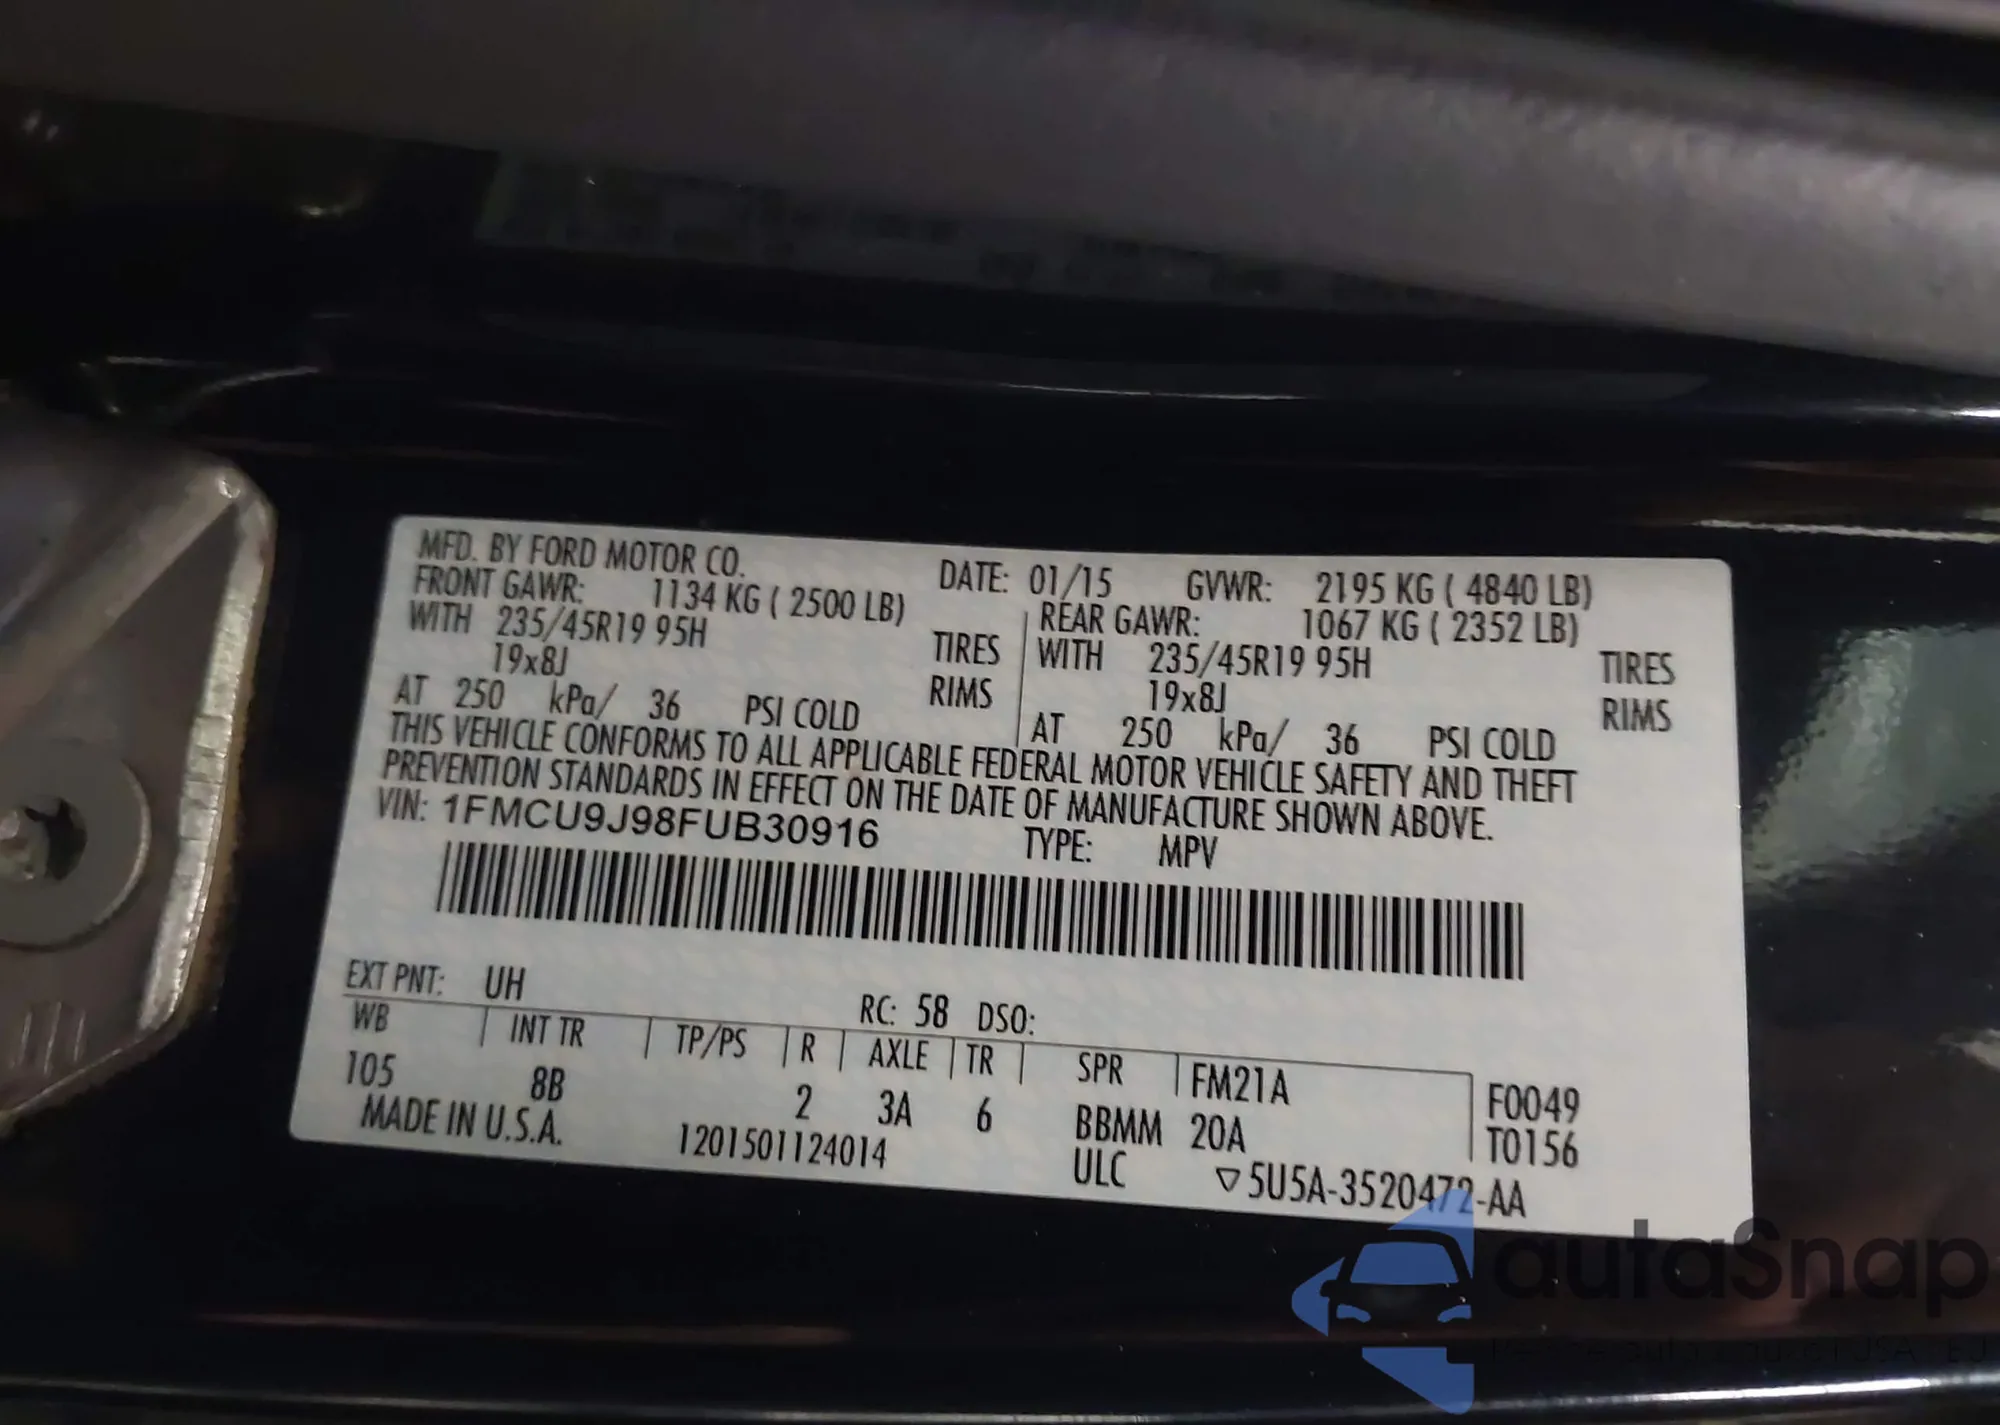 MFD. BY FORD MOTOR CO. DATE: 01/15 GVWR: 2195 KG ( 4840 LB)
FRONT GAWR: 1134 KG ( 2500 LB) REAR GAWR: 1067 KG ( 2352 LB)
WITH 235/45R19 95H TIRES WITH 235/45R19 95H TIRES
19x8J RIMS 19x8J RIMS
AT 250 kPa/ 36 PSI COLD AT 250 kPa/ 36 PSI COLD
THIS VEHICLE CONFORMS TO ALL APPLICABLE FEDERAL MOTOR VEHICLE SAFETY AND THEFT
PREVENTION STANDARDS IN EFFECT ON THE DATE OF MANUFACTURE SHOWN ABOVE.
VIN: 1FMCU9J98FUB30916 TYPE: MPV
EXT PNT: UH RC: 58 DSO:
WB INT TR TP/PS R AXLE TR SPR FM21A F0049
105 8B 2 3A 6 BBMM 20A T0156
MADE IN U.S.A. 1201501124014 ULC ▽5U5A-3520472-AA
autaSnap